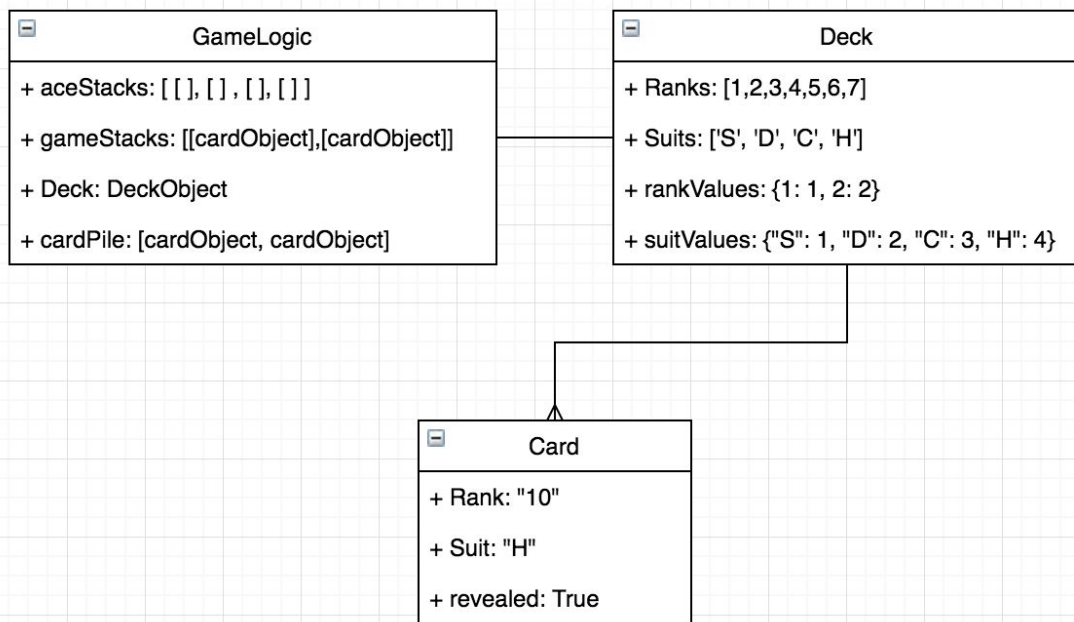 GameLogic
+ aceStacks: [ [ ], [ ] , [ ], [ ] ]
+ gameStacks: [[cardObject],[cardObject]]
+ Deck: DeckObject
+ cardPile: [cardObject, cardObject]
Deck
+ Ranks: [1,2,3,4,5,6,7]
+ Suits: ['S', 'D', 'C', 'H']
+ rankValues: {1: 1, 2: 2}
+ suitValues: {"S": 1, "D": 2, "C": 3, "H": 4}
Card
+ Rank: "10"
+ Suit: "H"
+ revealed: True